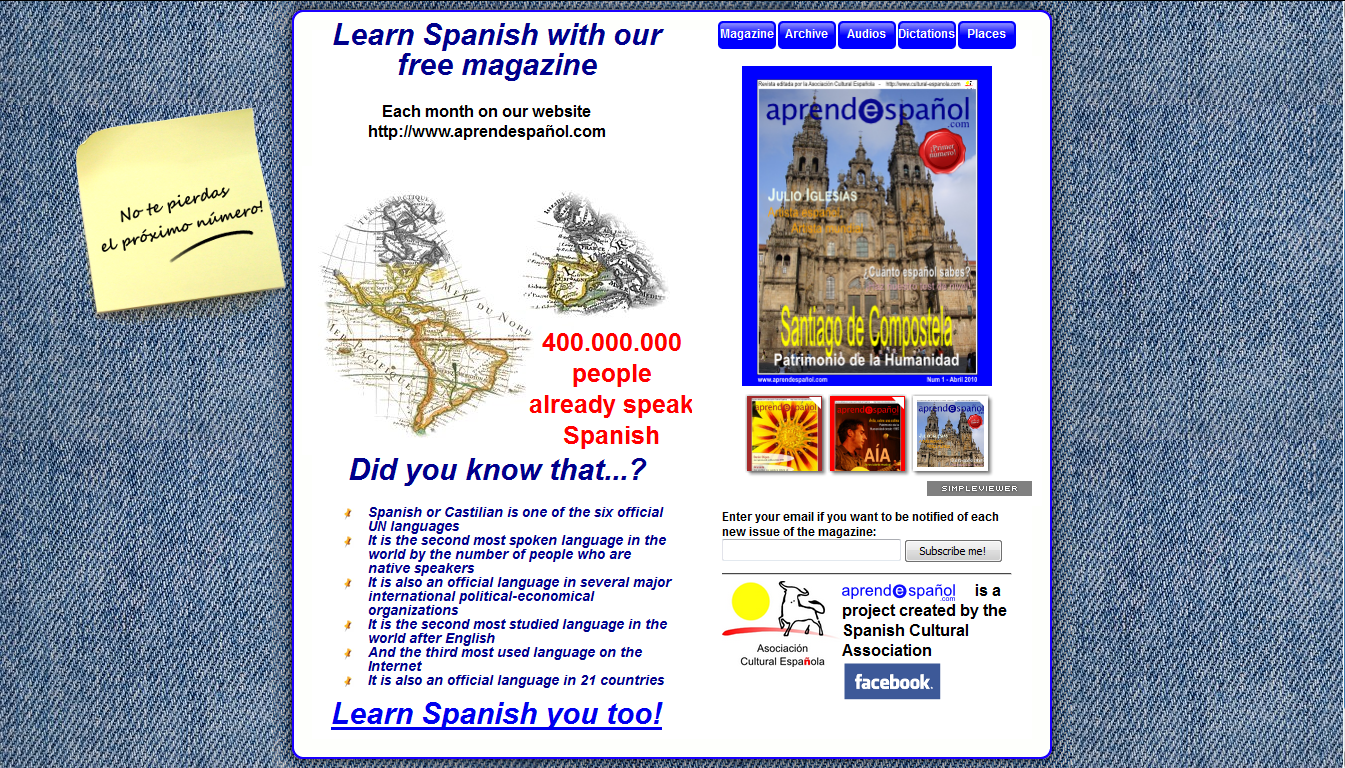 Learn Spanish with our
free magazine
Each month on our website
http://www.aprendespañol.com
No te pierdas
el próximo número!
MER DU NORD
MER PACIFIQUE
400.000.000
people
already speak
Spanish
Did you know that...?
Spanish or Castilian is one of the six official
UN languages
It is the second most spoken language in the
world by the number of people who are
native speakers
It is also an official language in several major
international political-economical
organizations
It is the second most studied language in the
world after English
And the third most used language on the
Internet
It is also an official language in 21 countries
Learn Spanish you too!
Magazine Archive Audios Dictations Places
Revista editada por la Asociación Cultural Española - http://www.cultural-espanola.com
aprendespañol
.com
¡Primer
número!
JULIO IGLESIAS
Artista español,
Artista mundial
¿Cuánto español sabes?
Santiago de Compostela
Patrimonio de la Humanidad
www.aprendespañol.com Num 1 - Abril 2010
aprendespañol
aprendespañol
AÍA
aprendespañol
SIMPLEVIEWER
Enter your email if you want to be notified of each
new issue of the magazine:
Subscribe me!
Asociación
Cultural Española
aprendespañol.com is a
project created by the
Spanish Cultural
Association
facebook.